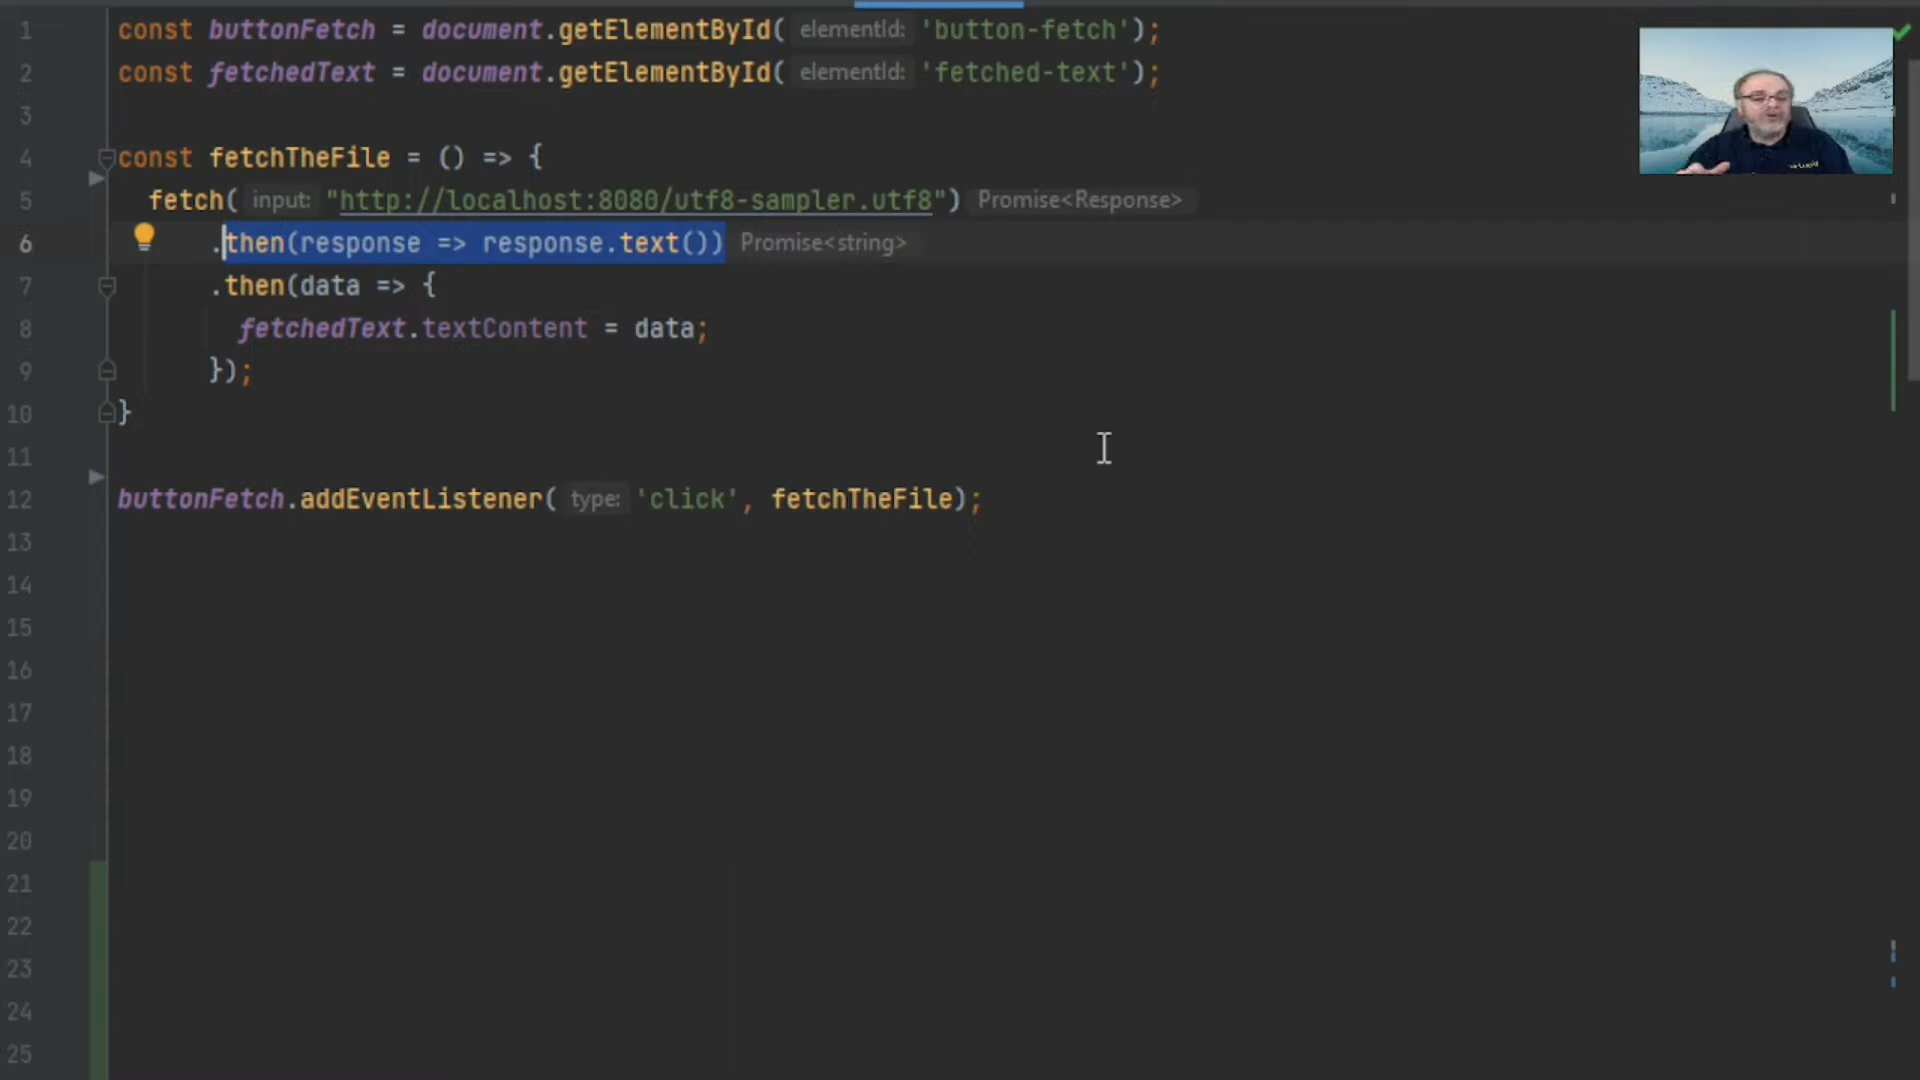 1 const buttonFetch = document.getElementById( elementId: 'button-fetch');
2 const fetchedText = document.getElementById( elementId: 'fetched-text');
3
4 const fetchTheFile = () => {
5 fetch( input: "http://localhost:8080/utf8-sampler.utf8") Promise<Response>
6 .then(response => response.text()) Promise<string>
7 .then(data => {
8 fetchedText.textContent = data;
9 });
10 }
11
12 buttonFetch.addEventListener( type: 'click', fetchTheFile);
13
14
15
16
17
18
19
20
21
22
23
24
25